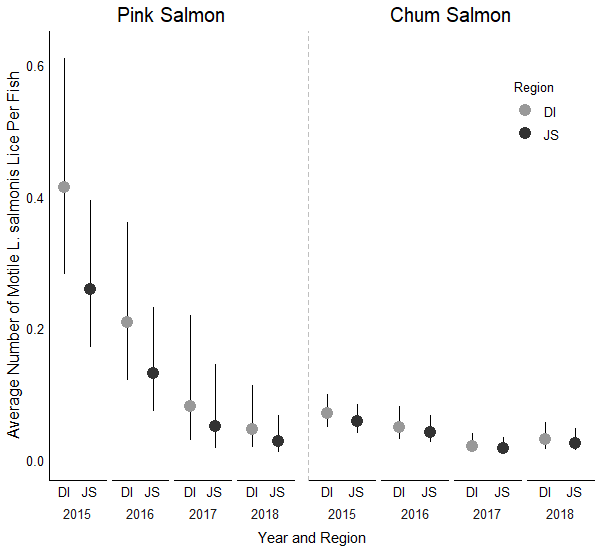 Pink Salmon Chum Salmon
Average Number of Motile L. salmonis Lice Per Fish
0.6
0.4
0.2
0.0
Region
DI
JS
DI JS DI JS DI JS DI JS DI JS DI JS DI JS DI JS
2015 2016 2017 2018 2015 2016 2017 2018
Year and Region